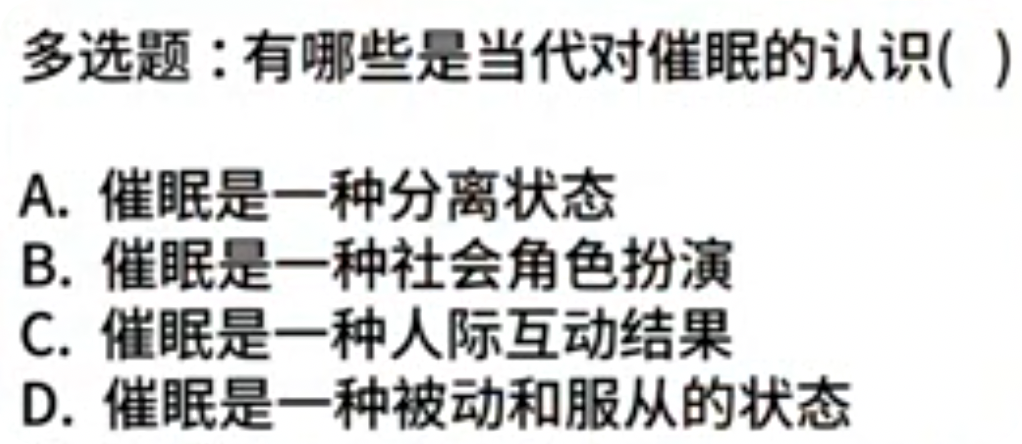 多选题：有哪些是当代对催眠的认识( )
A. 催眠是一种分离状态
B. 催眠是一种社会角色扮演
C. 催眠是一种人际互动结果
D. 催眠是一种被动和服从的状态